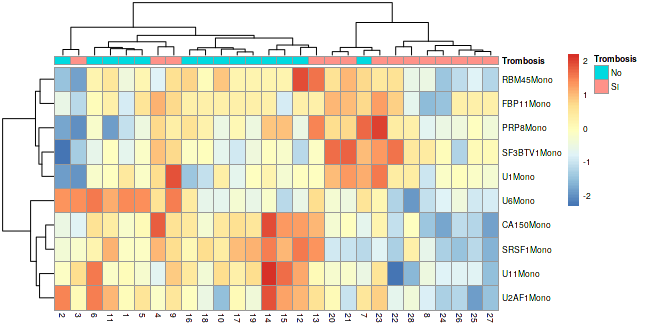 Trombosis
RBM45Mono
FBP11Mono
PRP8Mono
SF3BTV1Mono
U1Mono
U6Mono
CA150Mono
SRSF1Mono
U11Mono
U2AF1Mono
2 3 6 11 1 5 4 9 16 18 10 17 19 14 15 12 13 20 21 7 23 22 28 8 24 26 25 27
2
1
0
-1
-2
Trombosis
No
SI